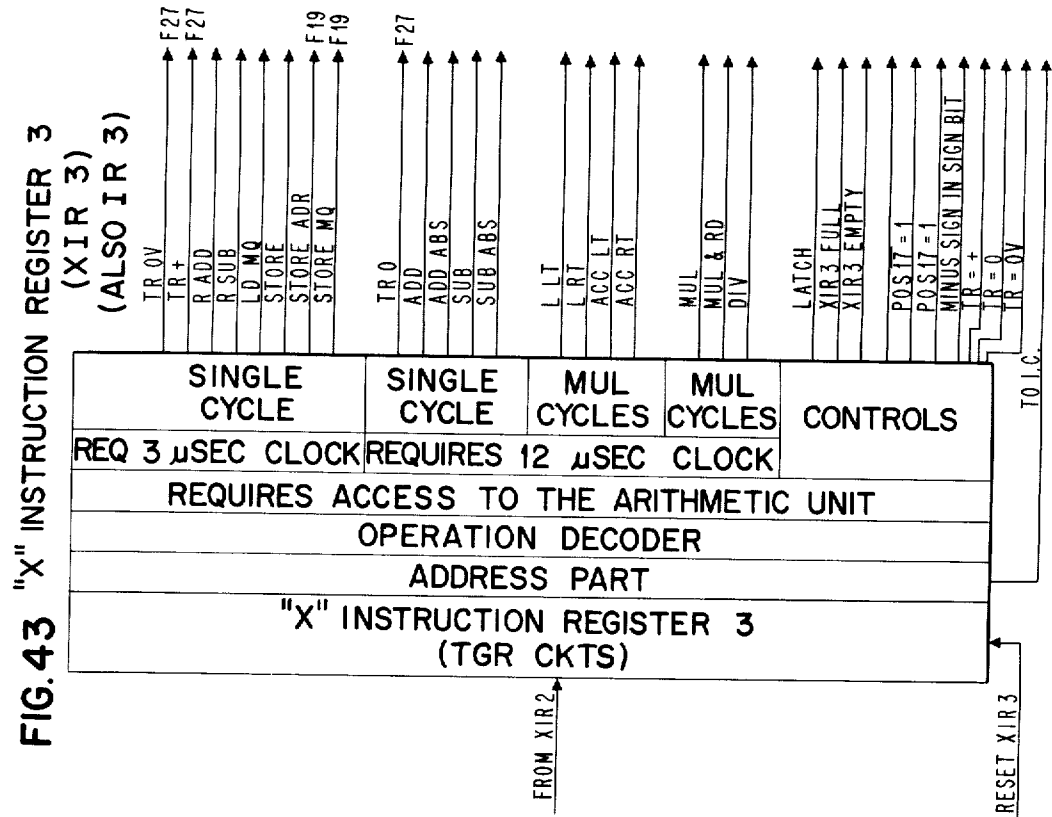 FIG. 43 "X" INSTRUCTION REGISTER 3
(XIR 3)
(ALSO IR 3)
F27
F27
F19
F19
F27
TR OV
TR +
R ADD
R SUB
LD MQ
STORE
STORE ADR
STORE MQ
TR O
ADD
ADD ABS
SUB
SUB ABS
L LT
L RT
ACC LT
ACC RT
MUL
MUL & RD
DIV
LATCH
XIR3 FULL
XIR3 EMPTY
POS17=1
POS17=1
MINUS SIGN IN SIGN BIT
TR=+
TR=O
TR=OV
TO I.C.
SINGLE CYCLE
SINGLE CYCLE
MUL CYCLES
MUL CYCLES
CONTROLS
REQ 3 µSEC CLOCK
REQUIRES 12 µSEC CLOCK
REQUIRES ACCESS TO THE ARITHMETIC UNIT
OPERATION DECODER
ADDRESS PART
"X" INSTRUCTION REGISTER 3
(TGR CKTS)
FROM XIR2
RESET XIR3